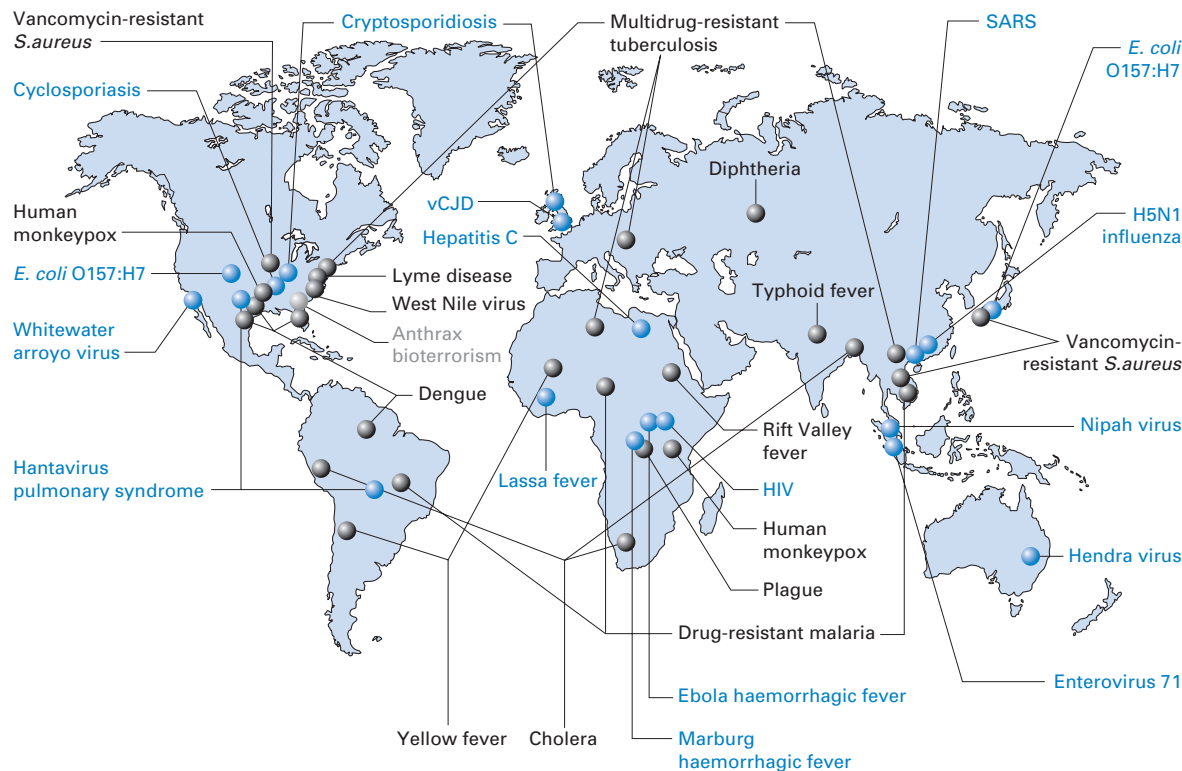 Vancomycin-resistant
S.aureus
Cryptosporidiosis
Multidrug-resistant
tuberculosis
SARS
E. coli
O157:H7
Cyclosporiasis
Diphtheria
Human
monkeypox
vCJD
Hepatitis C
H5N1
influenza
E. coli O157:H7
Lyme disease
West Nile virus
Typhoid fever
Whitewater
arroyo virus
Anthrax
bioterrorism
Vancomycin-
resistant S.aureus
Dengue
Rift Valley
fever
Nipah virus
Hantavirus
pulmonary syndrome
Lassa fever
HIV
Human
monkeypox
Hendra virus
Plague
Drug-resistant malaria
Enterovirus 71
Ebola haemorrhagic fever
Yellow fever
Cholera
Marburg
haemorrhagic fever